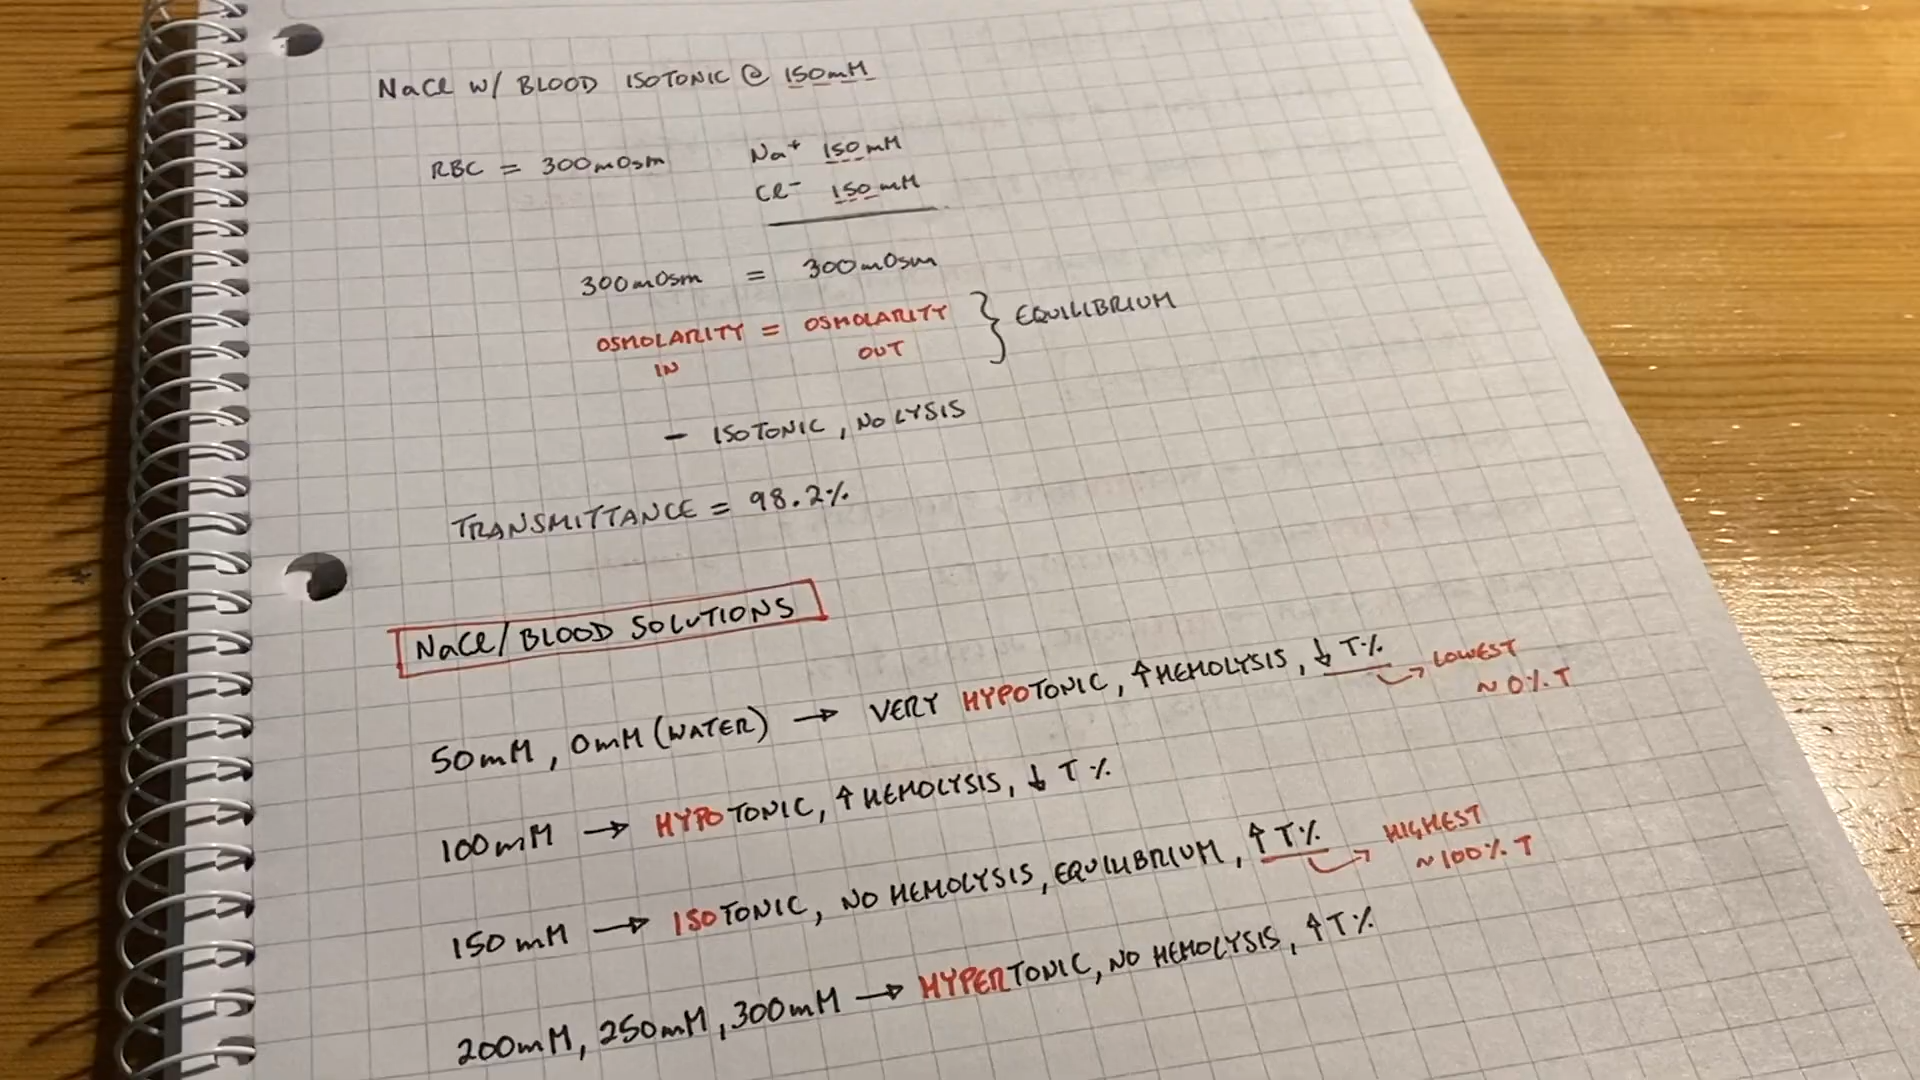 NaCl w/ BLOOD ISOTONIC @ 150mM
RBC = 300mOsm
Na+ 150mM
Cl- 150mM
300mOsm = 300mOsm
OSMOLARITY IN = OSMOLARITY OUT } EQUILIBRIUM
- ISOTONIC, NO LYSIS
TRANSMITTANCE = 98.2%
NaCl/BLOOD SOLUTIONS
50mM, 0mM (WATER) → VERY HYPOTONIC, ↑HEMOLYSIS, ↓ T% → LOWEST
~ 0% T
100mM → HYPOTONIC, ↑HEMOLYSIS, ↓ T%
150mM → ISOTONIC, NO HEMOLYSIS, EQUILIBRIUM, ↑T% → HIGHEST
~100% T
200mM, 250mM, 300mM → HYPERTONIC, NO HEMOLYSIS, ↑T%